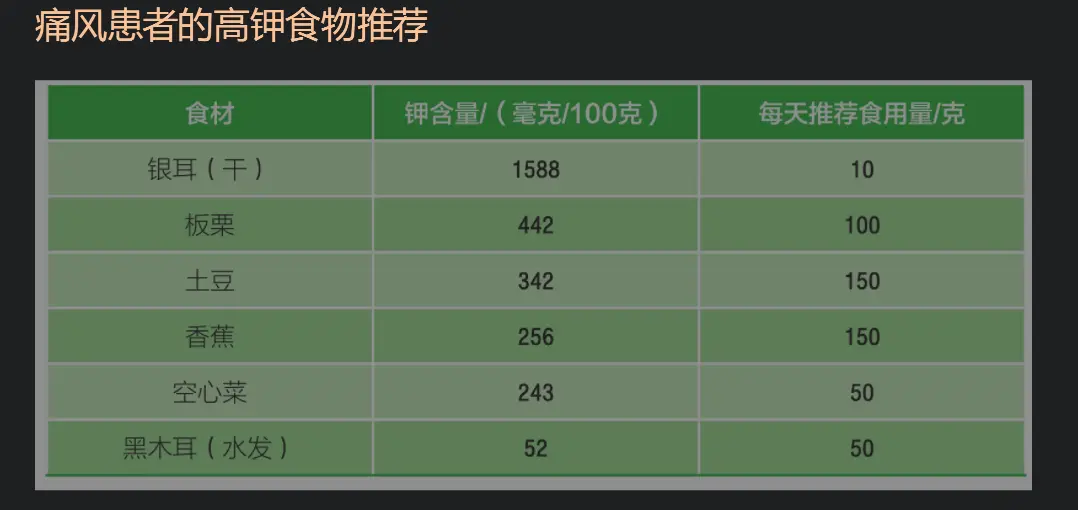 痛风患者的高钾食物推荐
食材 钾含量/（毫克/100克） 每天推荐食用量/克
银耳（干） 1588 10
板栗 442 100
土豆 342 150
香蕉 256 150
空心菜 243 50
黑木耳（水发） 52 50